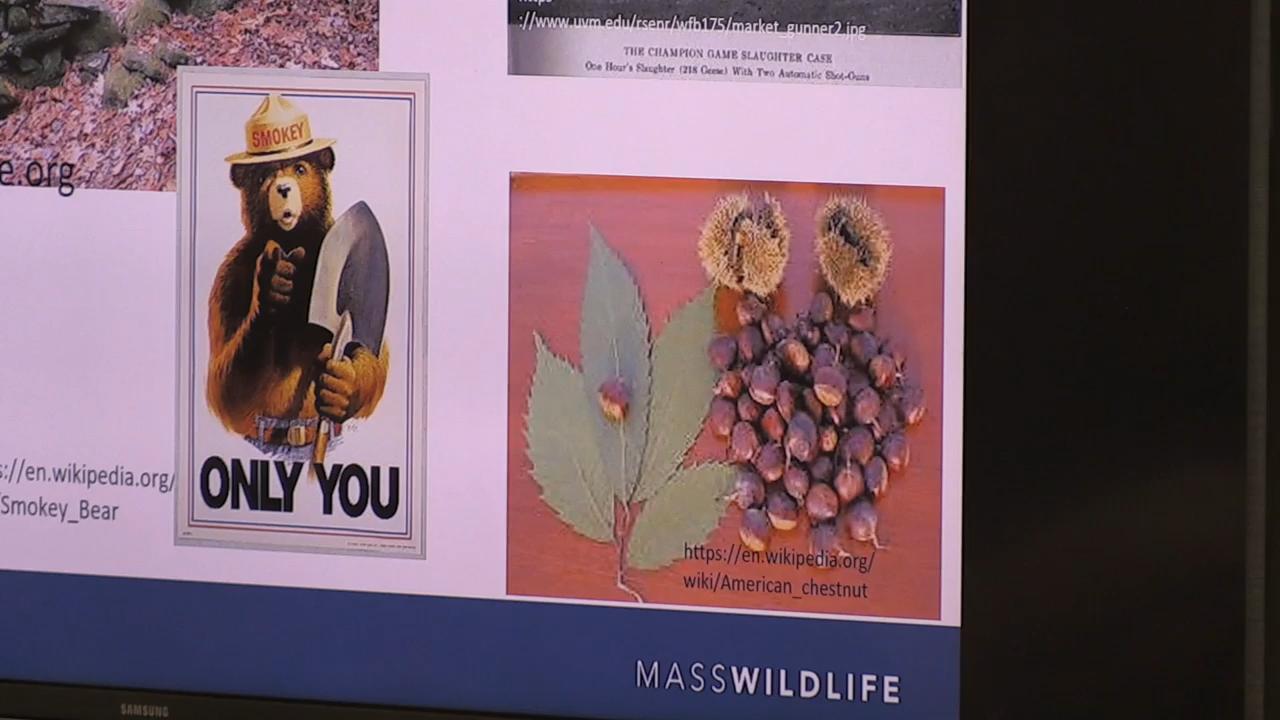 ://www.uvm.edu/rsenr/wfb175/market_gunner2.jpg
THE CHAMPION GAME SLAUGHTER CASE
One Hour's Slaughter (218 Geese) With Two Automatic Shot-Guns
e.org
SMOKEY
ONLY YOU
s://en.wikipedia.org/
/Smokey_Bear
https://en.wikipedia.org/
wiki/American_chestnut
MASSWILDLIFE
SAMSUNG